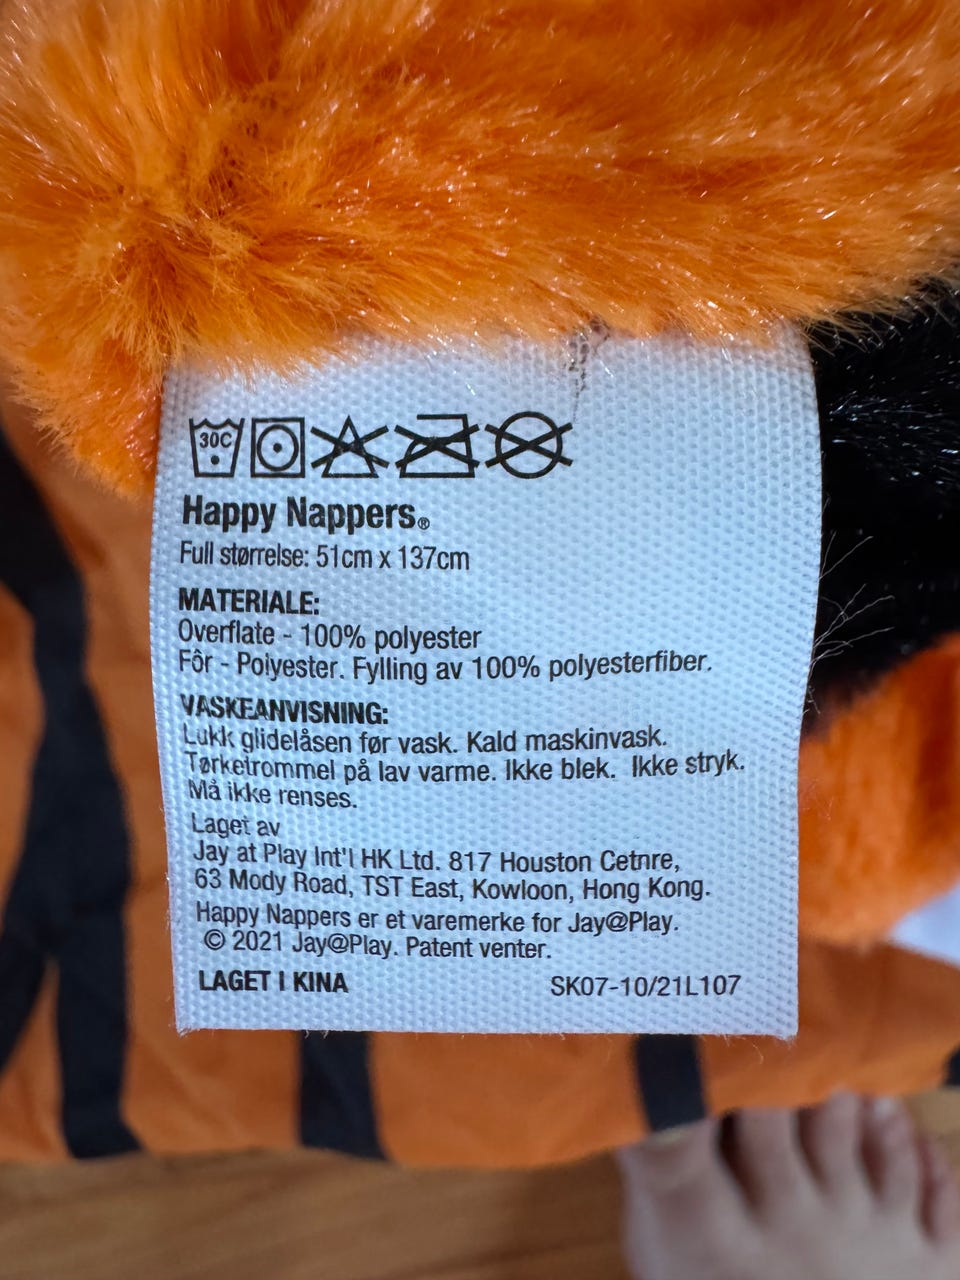 30C
Happy Nappers®
Full størrelse: 51cm x 137cm
MATERIALE:
Overflate - 100% polyester
Fôr - Polyester. Fylling av 100% polyesterfiber.
VASKEANVISNING:
Lukk glidelåsen før vask. Kald maskinvask.
Tørketrommel på lav varme. Ikke blek. Ikke stryk.
Må ikke renses.
Laget av
Jay at Play Int'l HK Ltd. 817 Houston Cetnre,
63 Mody Road, TST East, Kowloon, Hong Kong.
Happy Nappers er et varemerke for Jay@Play.
© 2021 Jay@Play. Patent venter.
LAGET I KINA SK07-10/21L107